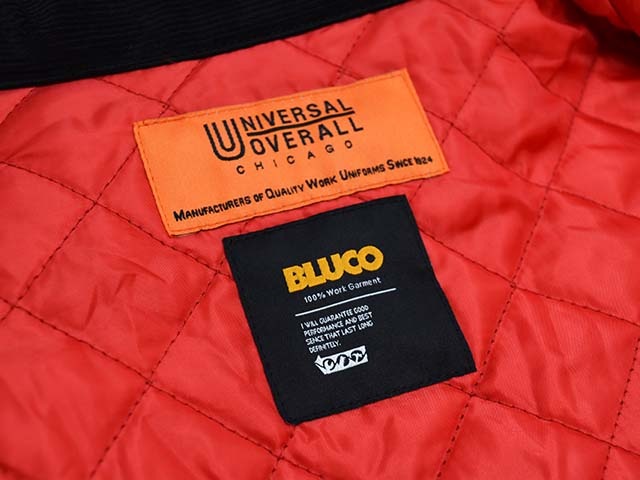 UNIVERSAL
OVERALL
CHICAGO
MANUFACTURERS OF QUALITY WORK UNIFORMS SINCE 1924
BLUCO
100% Work Garment
I WILL GUARANTEE GOOD
PERFORMANCE AND BEST
SENCE THAT LAST LONG
DEFINITELY.